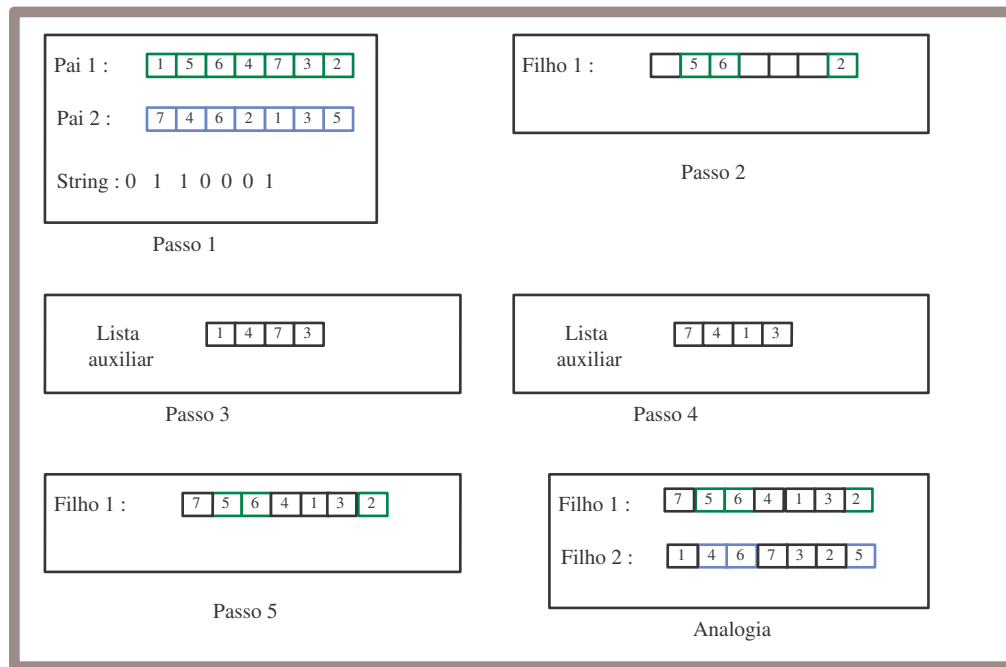 Pai 1 : 1 5 6 4 7 3 2
Pai 2 : 7 4 6 2 1 3 5
String : 0 1 1 0 0 0 1
Passo 1
Filho 1 : 5 6 2
Passo 2
Lista
auxiliar
1 4 7 3
Passo 3
Lista
auxiliar
7 4 1 3
Passo 4
Filho 1 : 7 5 6 4 1 3 2
Passo 5
Filho 1 : 7 5 6 4 1 3 2
Filho 2 : 1 4 6 7 3 2 5
Analogia